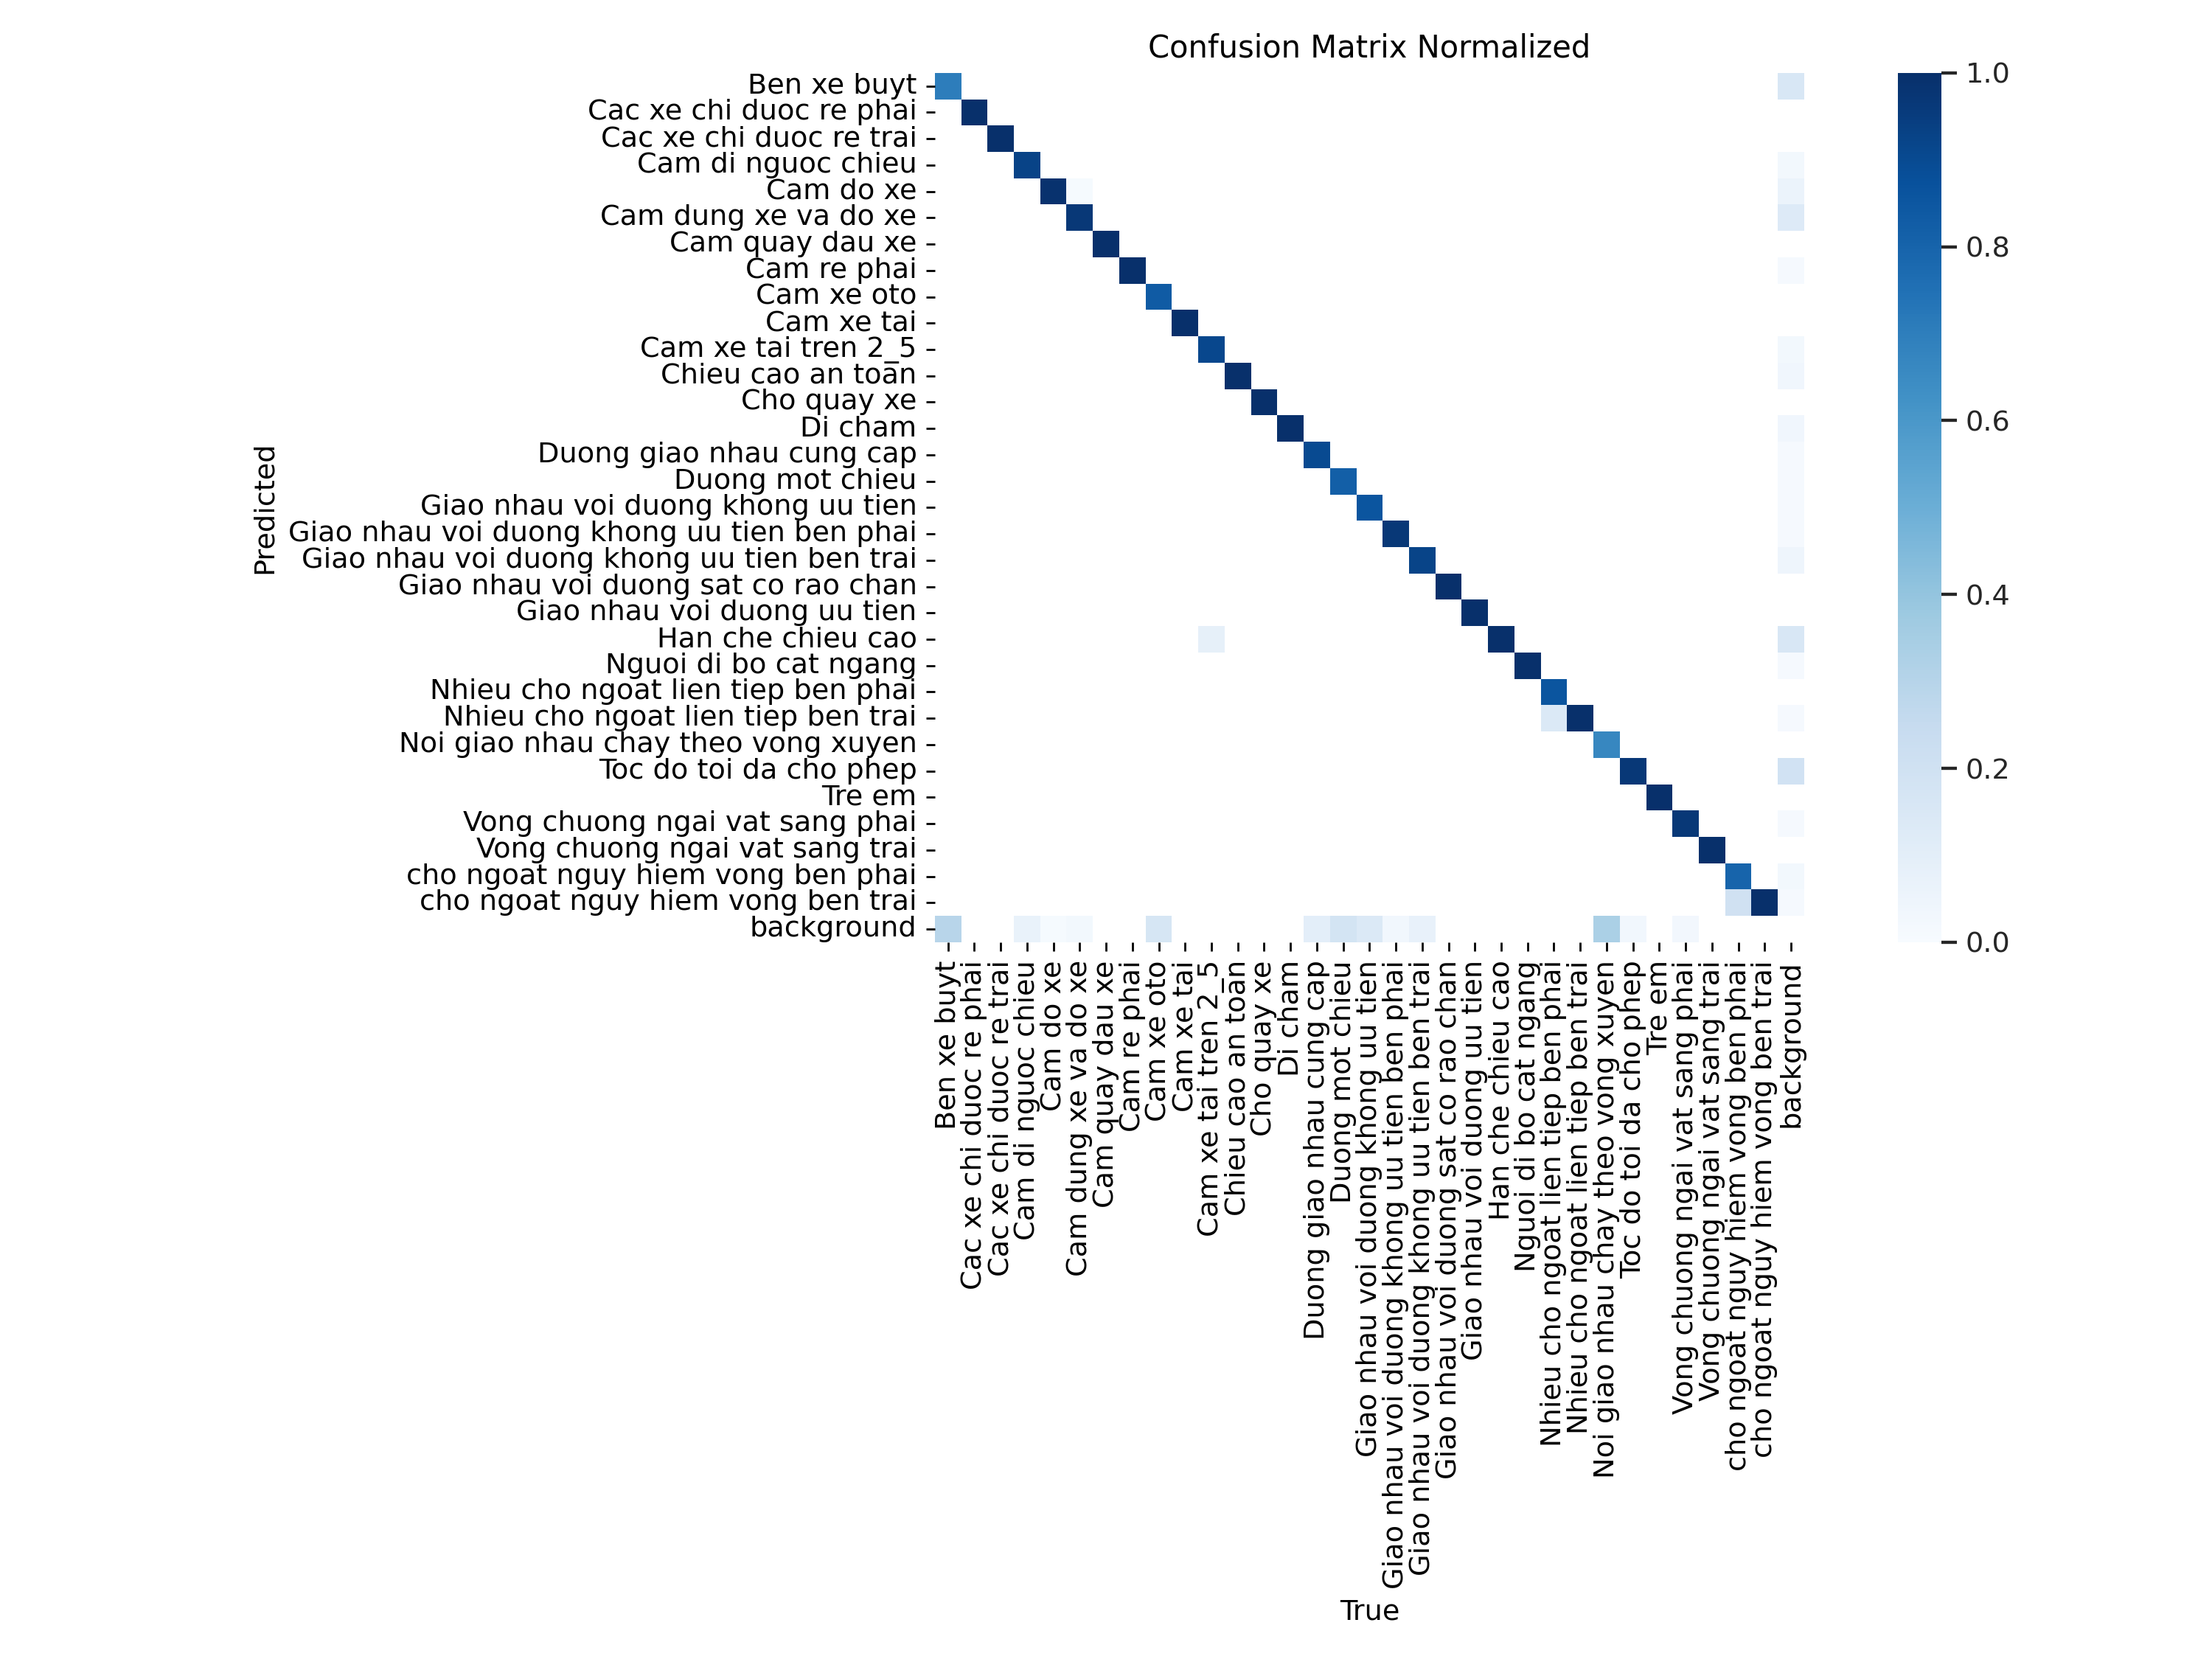 Confusion Matrix Normalized
Predicted
Ben xe buyt
Cac xe chi duoc re phai
Cac xe chi duoc re trai
Cam di nguoc chieu
Cam do xe
Cam dung xe va do xe
Cam quay dau xe
Cam re phai
Cam xe oto
Cam xe tai
Cam xe tai tren 2_5
Chieu cao an toan
Cho quay xe
Di cham
Duong giao nhau cung cap
Duong mot chieu
Giao nhau voi duong khong uu tien
Giao nhau voi duong khong uu tien ben phai
Giao nhau voi duong khong uu tien ben trai
Giao nhau voi duong sat co rao chan
Giao nhau voi duong uu tien
Han che chieu cao
Nguoi di bo cat ngang
Nhieu cho ngoat lien tiep ben phai
Nhieu cho ngoat lien tiep ben trai
Noi giao nhau chay theo vong xuyen
Toc do toi da cho phep
Tre em
Vong chuong ngai vat sang phai
Vong chuong ngai vat sang trai
cho ngoat nguy hiem vong ben phai
cho ngoat nguy hiem vong ben trai
background
Ben xe buyt
Cac xe chi duoc re phai
Cac xe chi duoc re trai
Cam di nguoc chieu
Cam do xe
Cam dung xe va do xe
Cam quay dau xe
Cam re phai
Cam xe oto
Cam xe tai
Cam xe tai tren 2_5
Chieu cao an toan
Cho quay xe
Di cham
Duong giao nhau cung cap
Duong mot chieu
Giao nhau voi duong khong uu tien
Giao nhau voi duong khong uu tien ben phai
Giao nhau voi duong khong uu tien ben trai
Giao nhau voi duong sat co rao chan
Giao nhau voi duong uu tien
Han che chieu cao
Nguoi di bo cat ngang
Nhieu cho ngoat lien tiep ben phai
Nhieu cho ngoat lien tiep ben trai
Noi giao nhau chay theo vong xuyen
Toc do toi da cho phep
Tre em
Vong chuong ngai vat sang phai
Vong chuong ngai vat sang trai
cho ngoat nguy hiem vong ben phai
cho ngoat nguy hiem vong ben trai
background
True
1.0
0.8
0.6
0.4
0.2
0.0